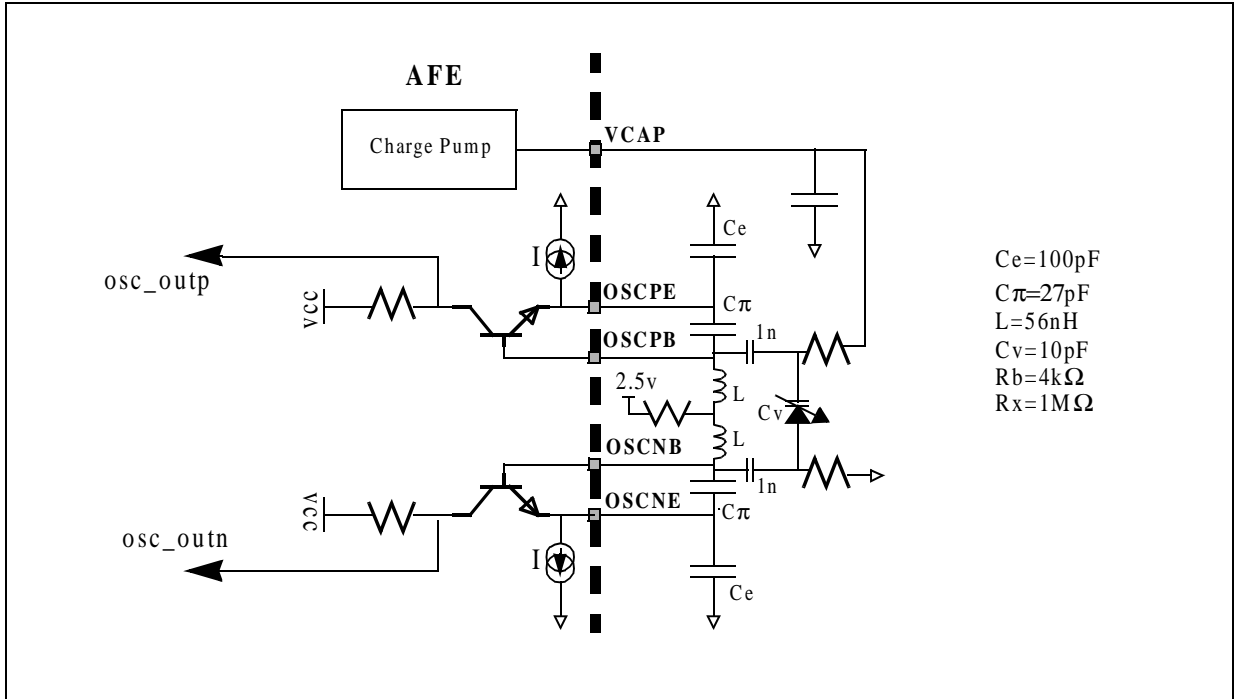 AFE
Charge Pump
VCAP
Ce
I
OSCPE
Cπ
osc_outp
vcc
1n
OSCPB
2.5v
L
Cv
L
OSCNB
1n
OSCNE
Cπ
vcc
osc_outn
I
Ce
Ce=100pF
Cπ=27pF
L=56nH
Cv=10pF
Rb=4kΩ
Rx=1MΩ